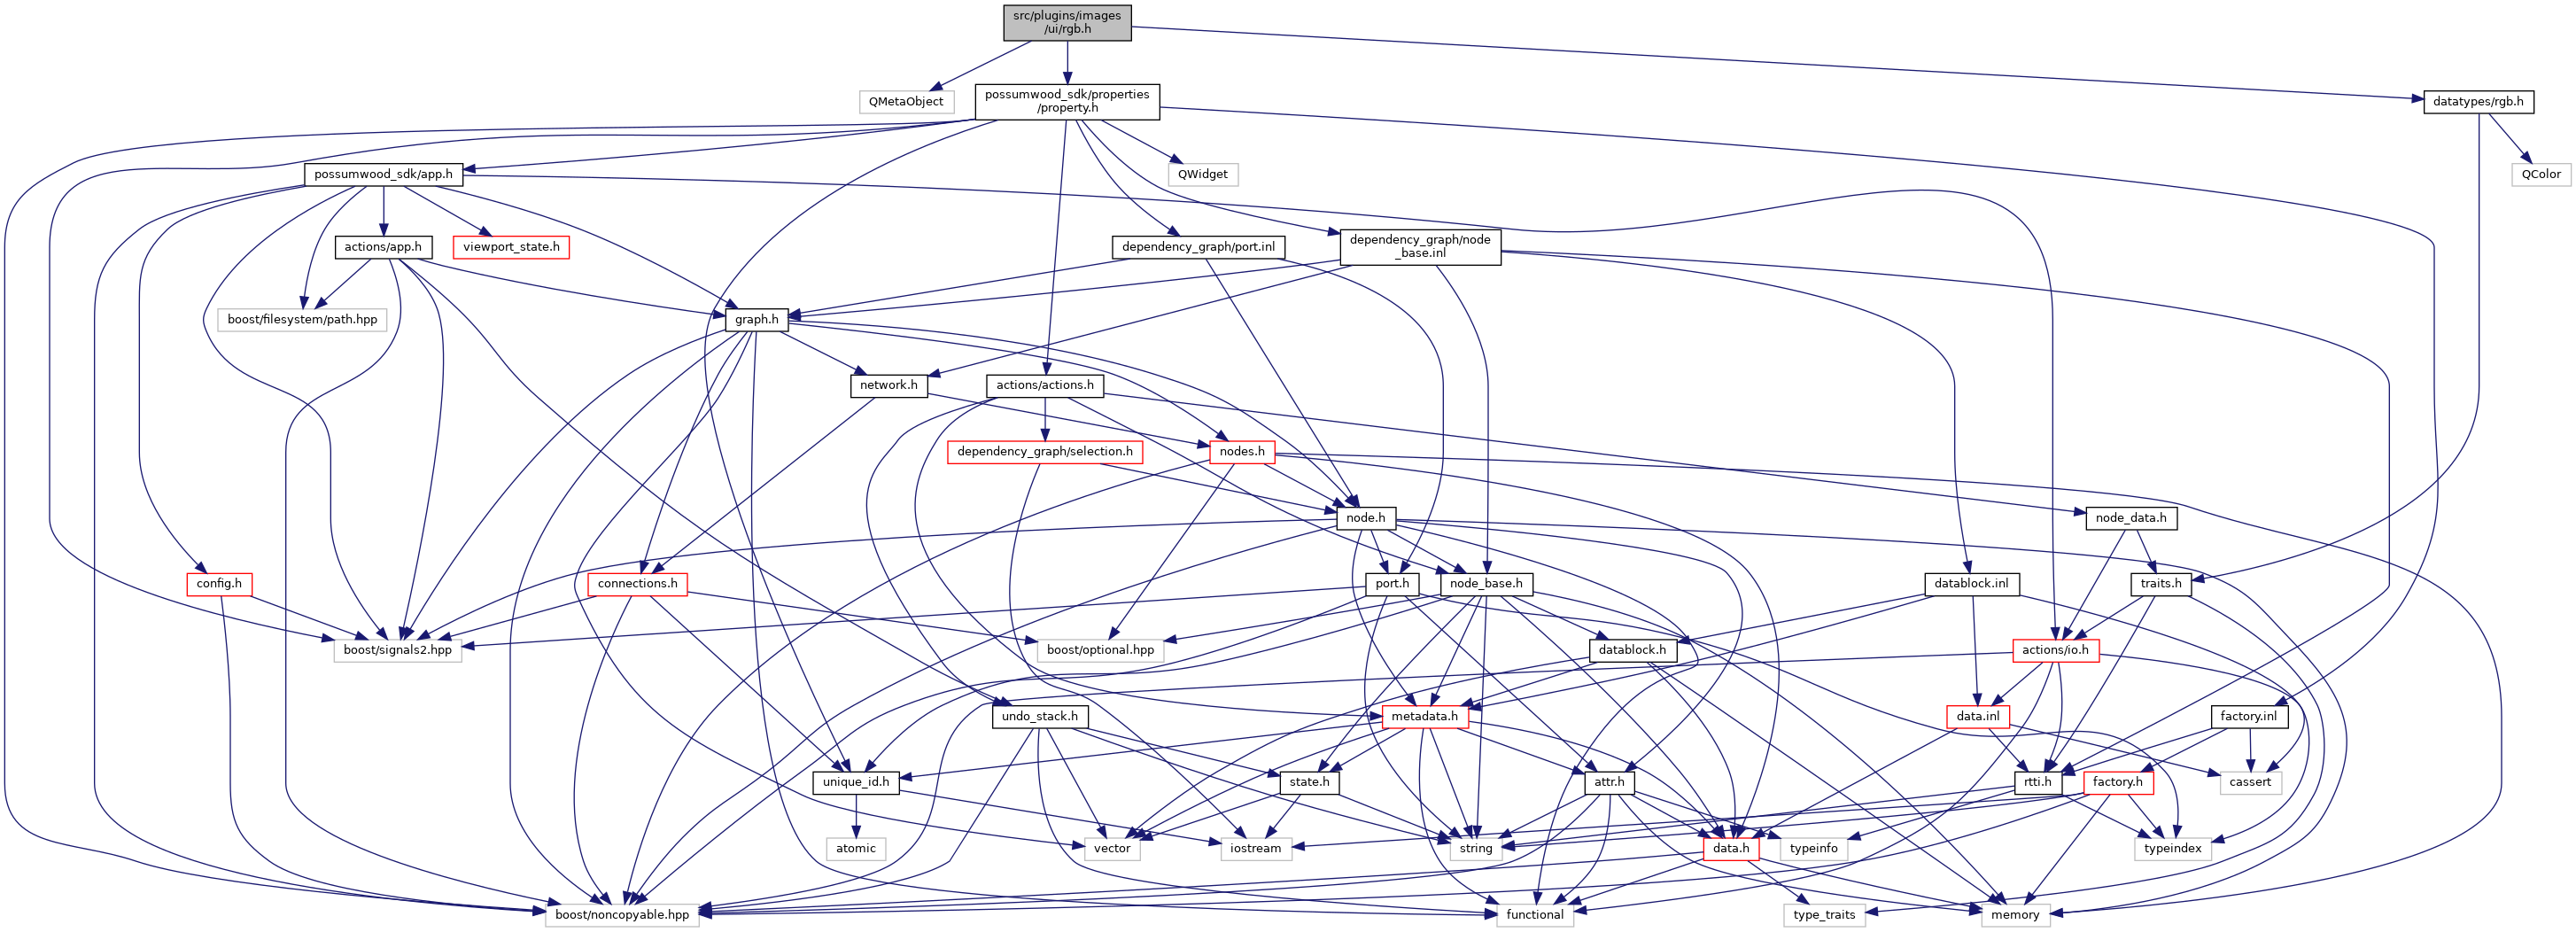 src/plugins/images
/ui/rgb.h
QMetaObject
possumwood_sdk/properties
/property.h
datatypes/rgb.h
possumwood_sdk/app.h
QWidget
QColor
actions/app.h
viewport_state.h
dependency_graph/port.inl
dependency_graph/node
_base.inl
boost/filesystem/path.hpp
graph.h
network.h
actions/actions.h
dependency_graph/selection.h
nodes.h
node.h
node_data.h
config.h
connections.h
port.h
node_base.h
datablock.inl
traits.h
boost/signals2.hpp
boost/optional.hpp
datablock.h
actions/io.h
undo_stack.h
metadata.h
data.inl
factory.inl
unique_id.h
state.h
attr.h
rtti.h
factory.h
cassert
atomic
vector
iostream
string
data.h
typeinfo
typeindex
boost/noncopyable.hpp
functional
type_traits
memory